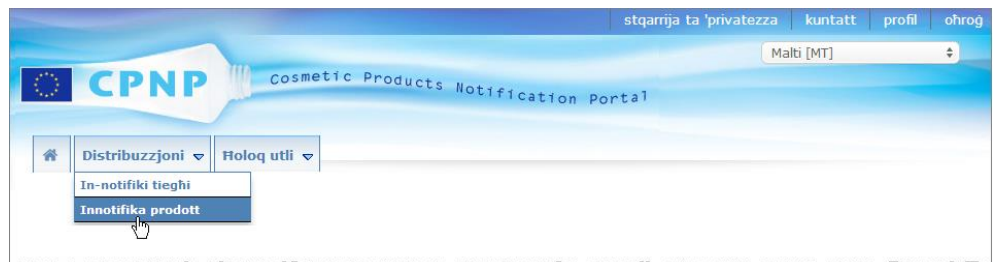 stqarrija ta 'privatezza kuntatt profil oħroġ
Malti [MT]
CPNP Cosmetic Products Notification Portal
Distribuzzjoni Ħoloq utli
In-notifiki tiegħi
Innotifika prodott